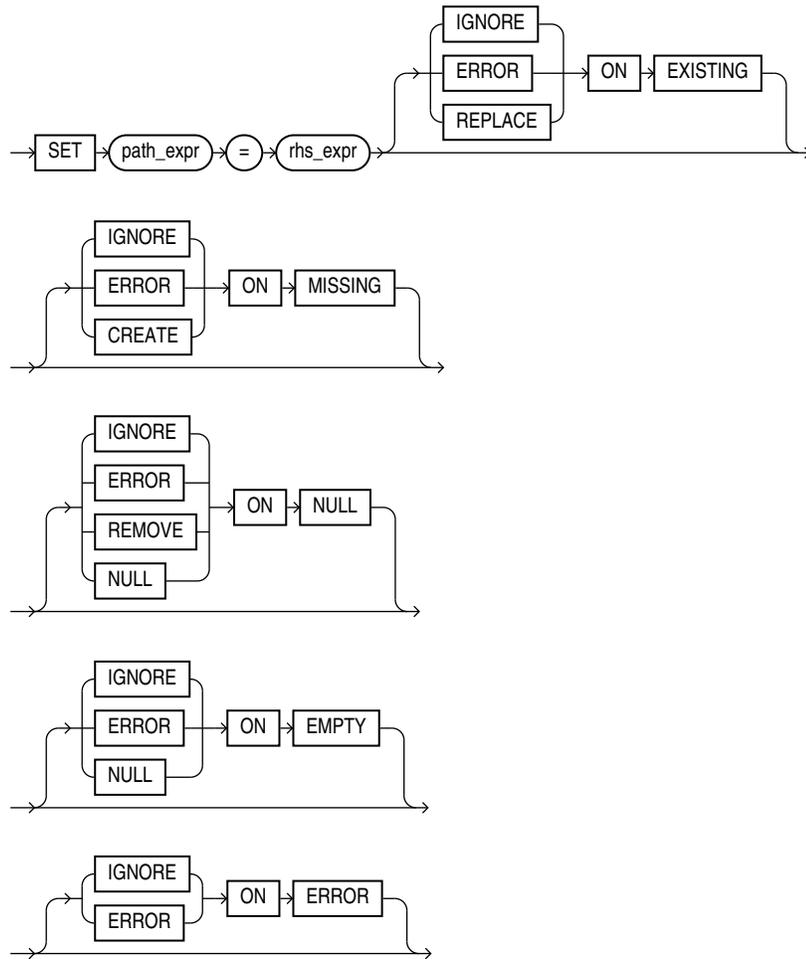 IGNORE
ERROR ON EXISTING
REPLACE
SET path_expr = rhs_expr
IGNORE
ERROR ON MISSING
CREATE
IGNORE
ERROR
ON NULL
REMOVE
NULL
IGNORE
ERROR ON EMPTY
NULL
IGNORE
ON ERROR
ERROR